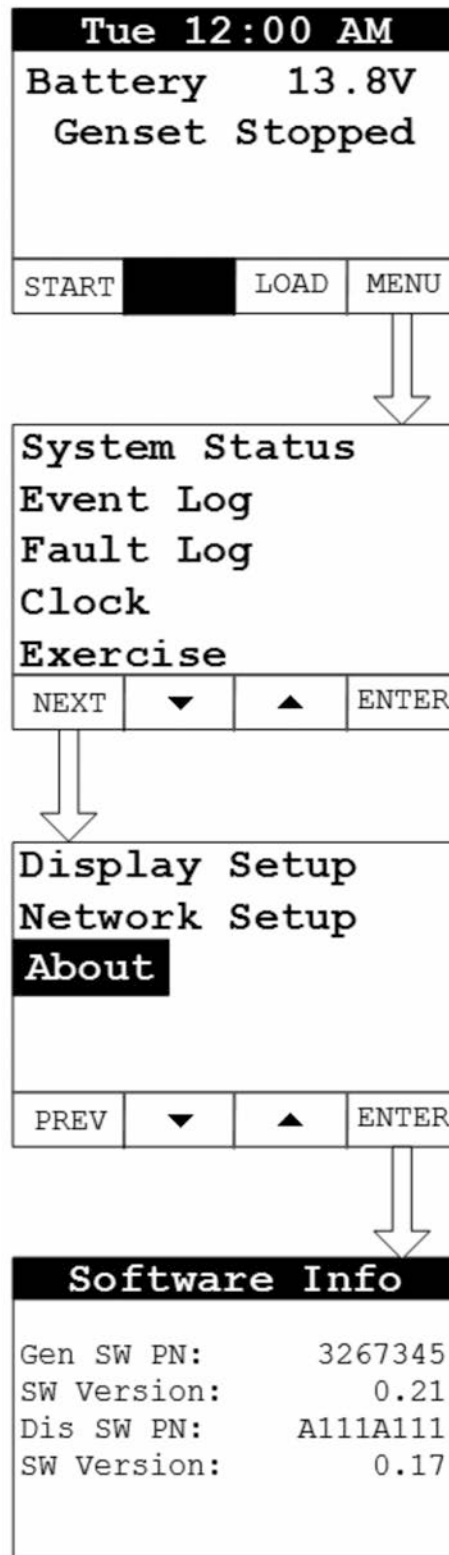 Tue 12:00 AM
Battery 13.8V
Genset Stopped
START LOAD MENU
System Status
Event Log
Fault Log
Clock
Exercise
NEXT ▼ ▲ ENTER
Display Setup
Network Setup
About
PREV ▼ ▲ ENTER
Software Info
Gen SW PN: 3267345
SW Version: 0.21
Dis SW PN: A111A111
SW Version: 0.17